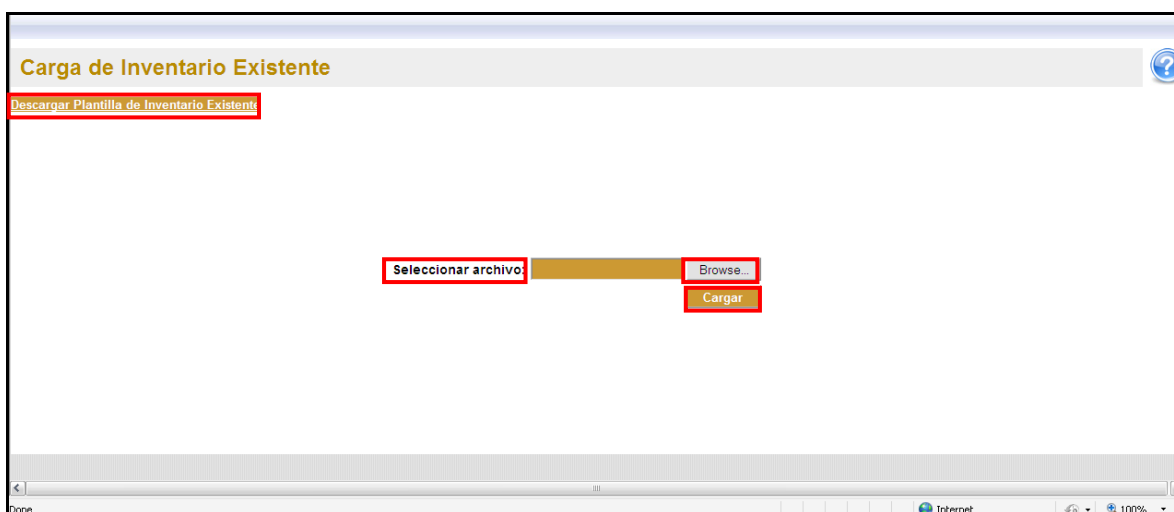 Carga de Inventario Existente
?
Descargar Plantilla de Inventario Existente
Seleccionar archivo: Browse...
Cargar
Done Internet 100%